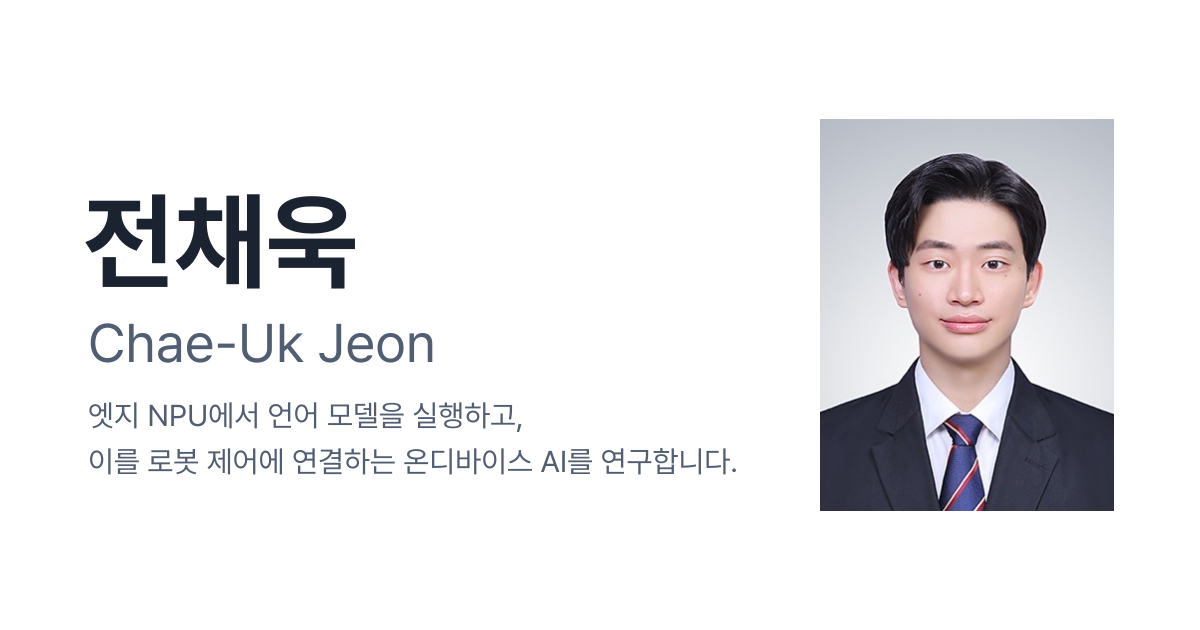 전채욱
Chae-Uk Jeon
엣지 NPU에서 언어 모델을 실행하고,
이를 로봇 제어에 연결하는 온디바이스 AI를 연구합니다.